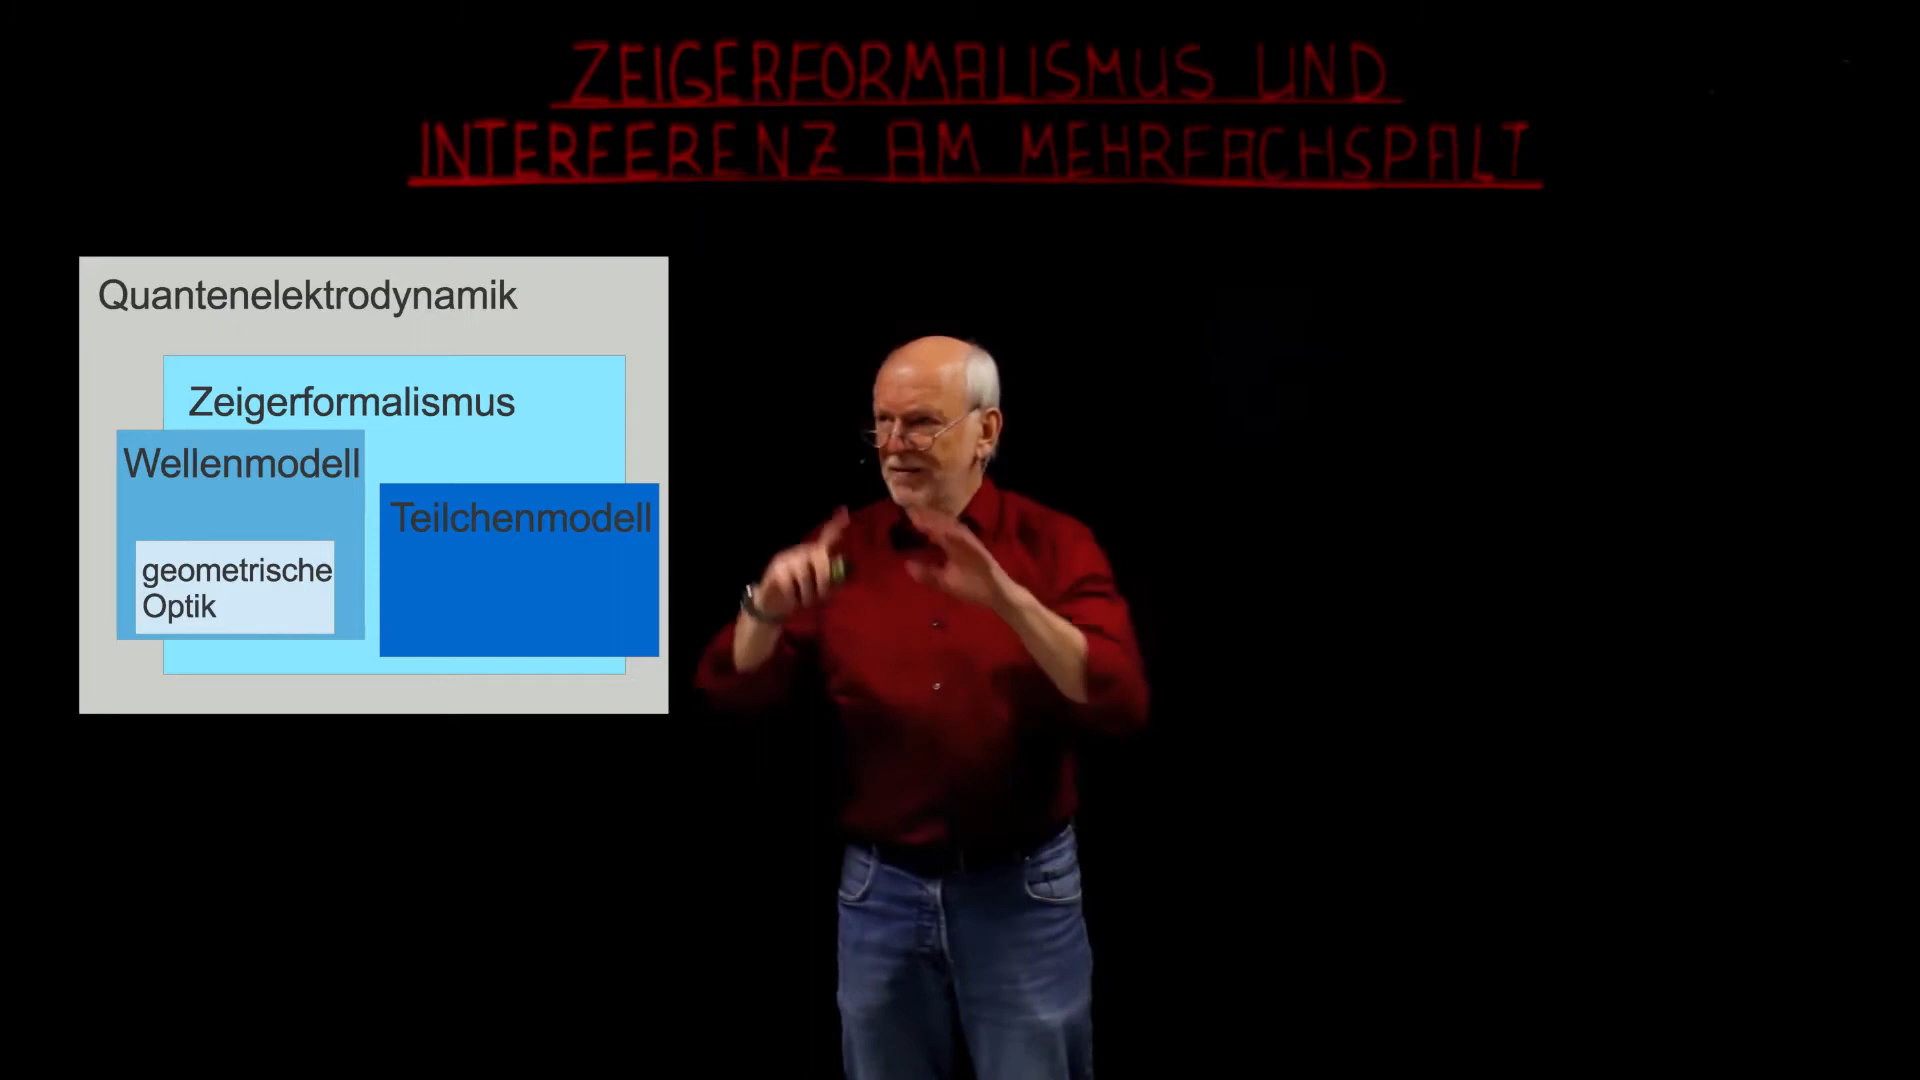 ZEIGERFORMALISMUS UND
INTERFERENZ AM MEHRFACHSPALT
Quantenelektrodynamik
Zeigerformalismus
Wellenmodell
Teilchenmodell
geometrische
Optik